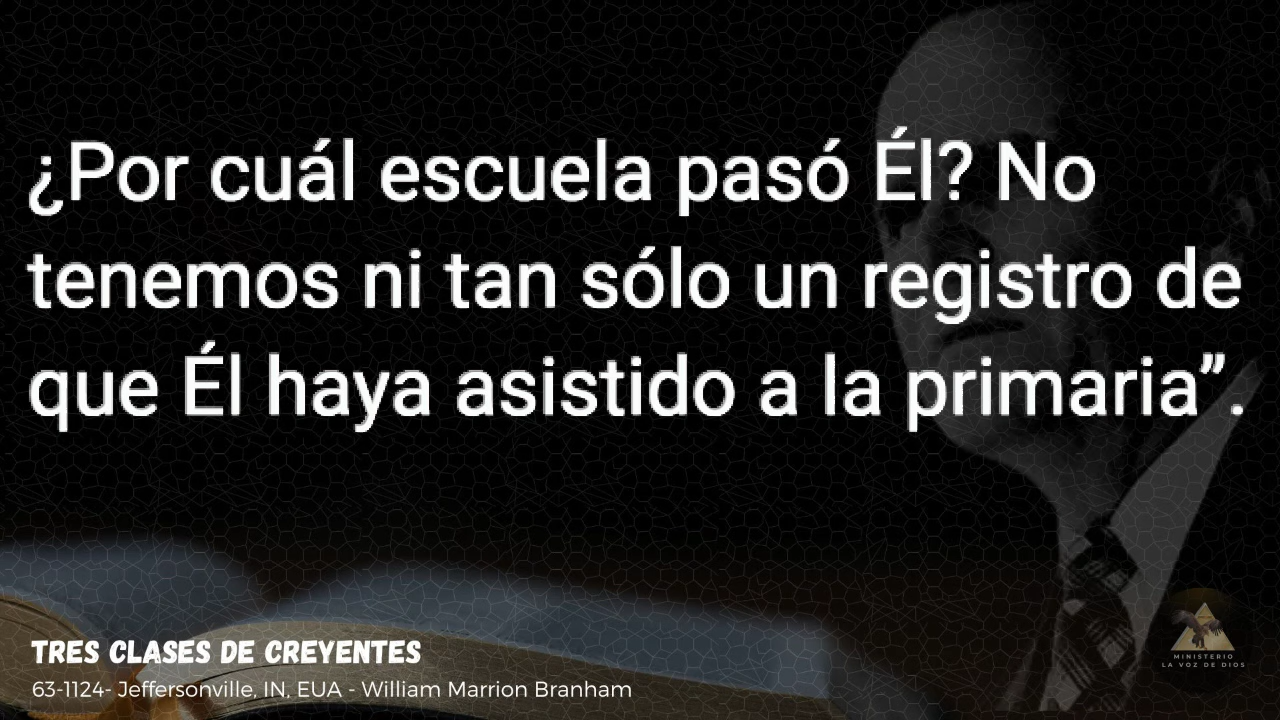 ¿Por cuál escuela pasó Él? No
tenemos ni tan sólo un registro de
que Él haya asistido a la primaria”.
TRES CLASES DE CREYENTES
63-1124- Jeffersonville, IN, EUA - William Marrion Branham
MINISTERIO
LA VOZ DE DIOS